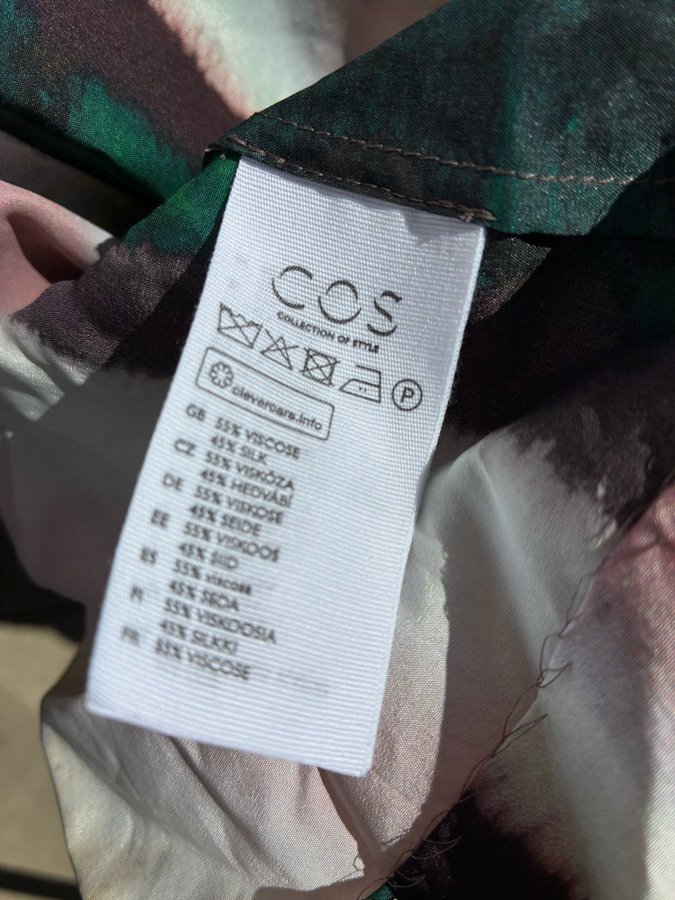 COS
COLLECTION OF STYLE
P
clevercare.info
GB 55% VISCOSE
45% SILK
CZ 55% VISKÓZA
45% HEDVÁBÍ
DE 55% VISKOSE
45% SEIDE
EE 55% VISKOOS
45% SIID
ES 55% viscosa
45% SEDA
FI 55% VISKOOSIA
45% SILKKI
FR 55% VISCOSE